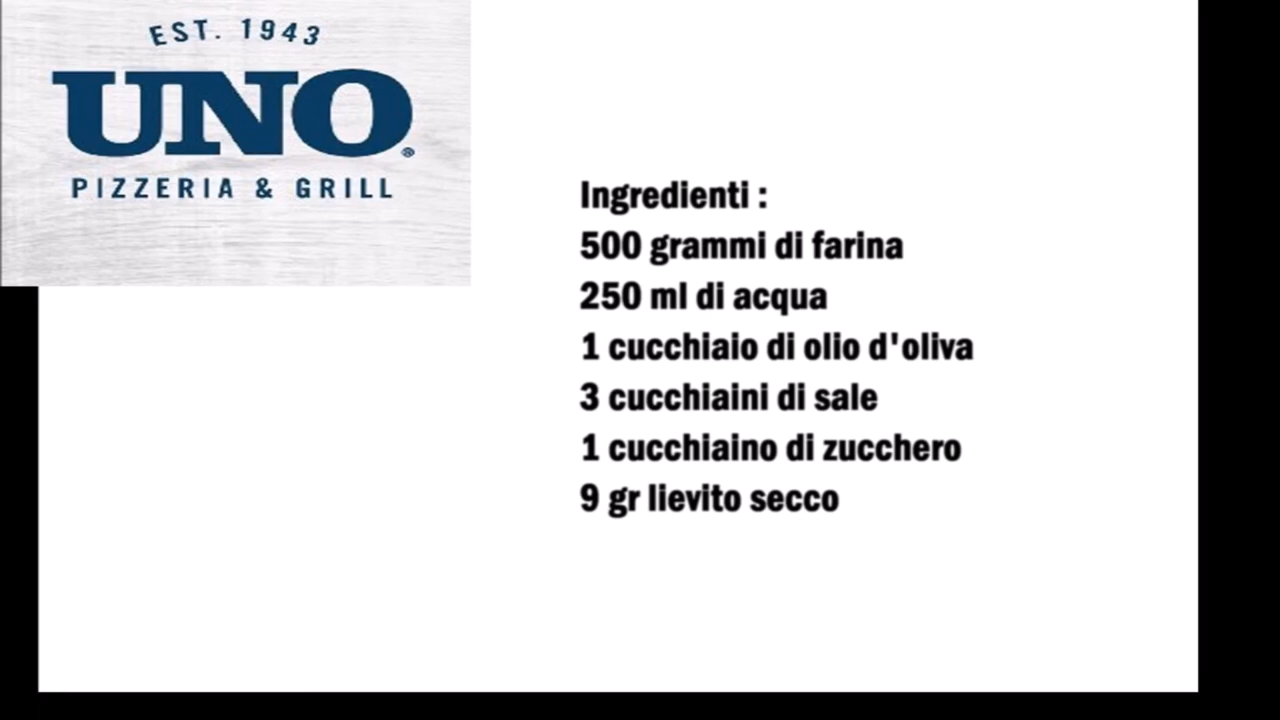 EST. 1943
UNO®
PIZZERIA & GRILL
Ingredienti :
500 grammi di farina
250 ml di acqua
1 cucchiaio di olio d'oliva
3 cucchiaini di sale
1 cucchiaino di zucchero
9 gr lievito secco